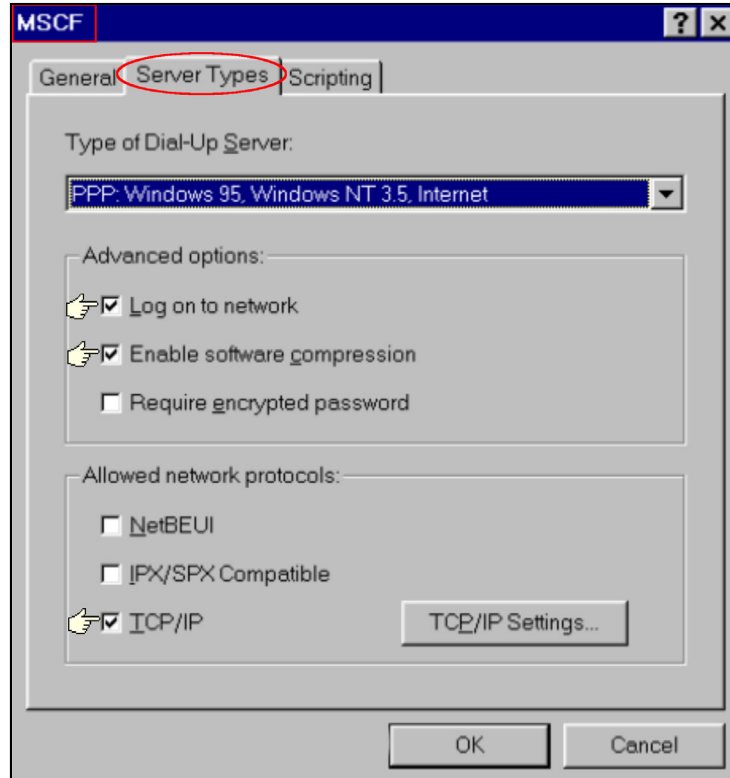 MSCF
General Server Types Scripting
Type of Dial-Up Server:
PPP: Windows 95, Windows NT 3.5, Internet
Advanced options:
Log on to network
Enable software compression
Require encrypted password
Allowed network protocols:
NetBEUI
IPX/SPX Compatible
TCP/IP TCP/IP Settings...
OK Cancel